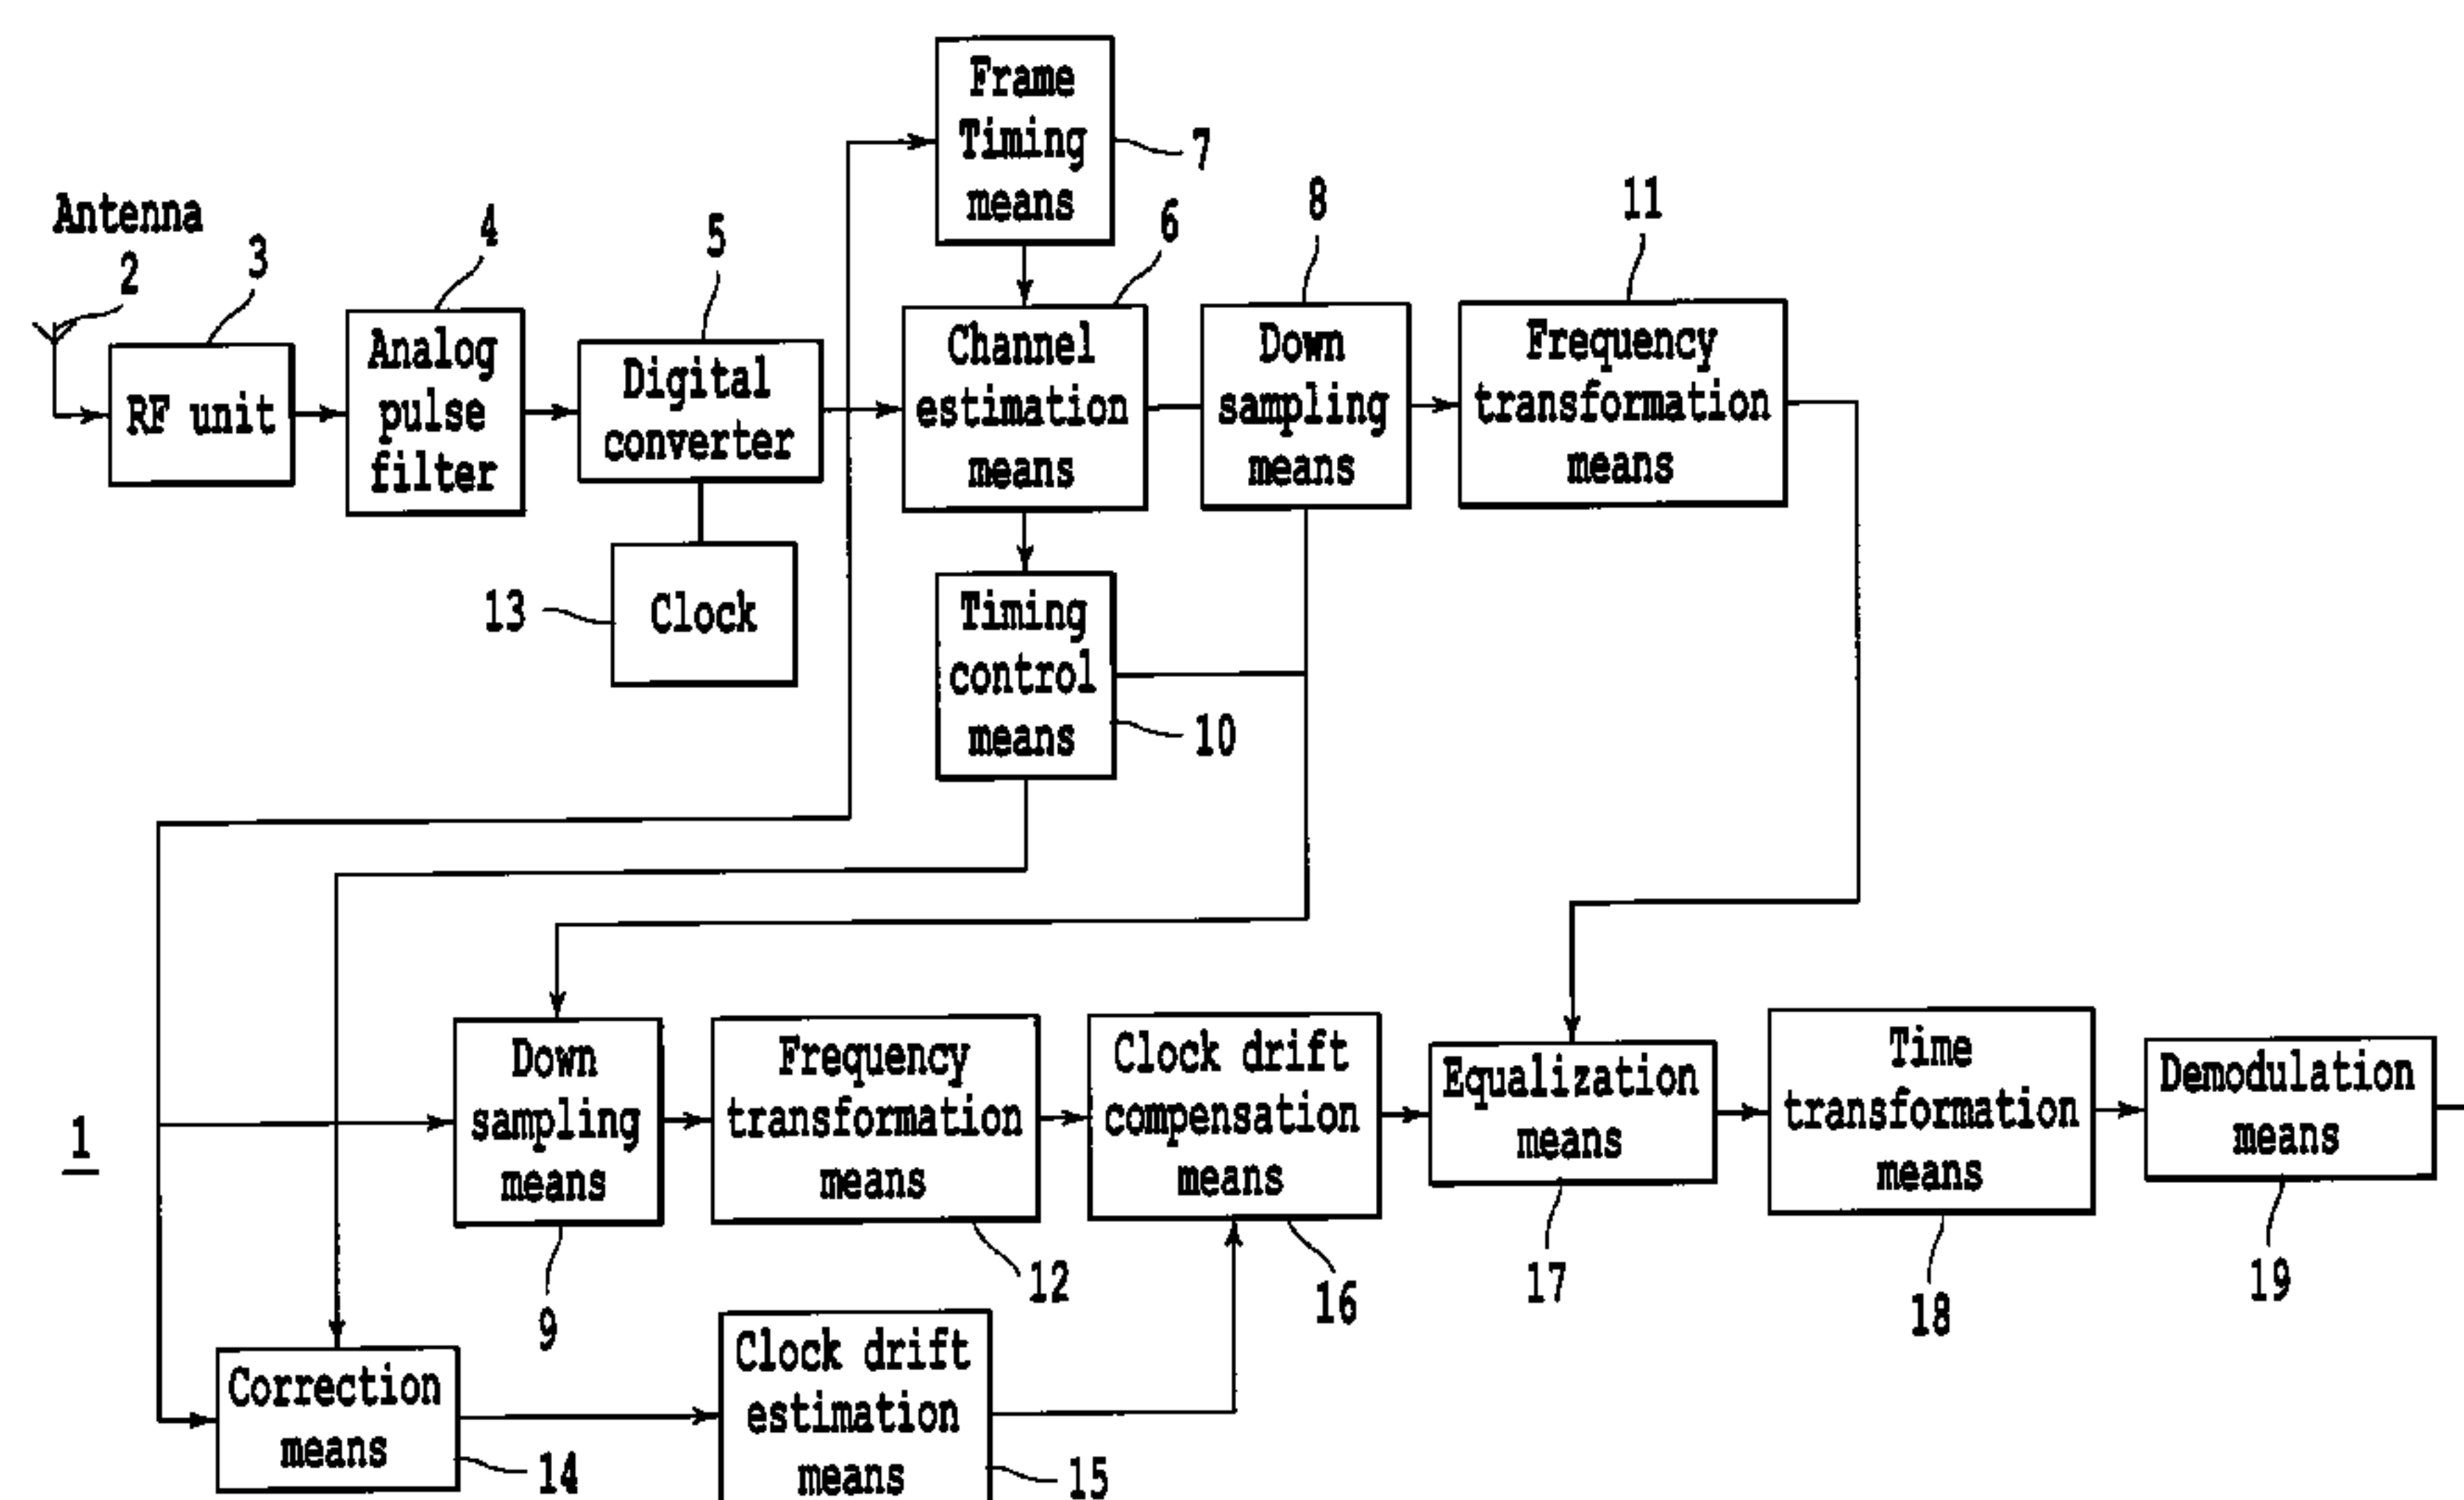 Frame
Timing
means
7
Antenna
2
3
4
5
6
8
11
RF unit
Analog
pulse
filter
Digital
converter
Channel
estimation
means
Down
sampling
means
Frequency
transformation
means
13
Clock
Timing
control
means
10
1
Down
sampling
means
9
Frequency
transformation
means
12
Clock drift
compensation
means
16
Equalization
means
17
Time
transformation
means
18
Demodulation
means
19
Correction
means
14
Clock drift
estimation
means
15